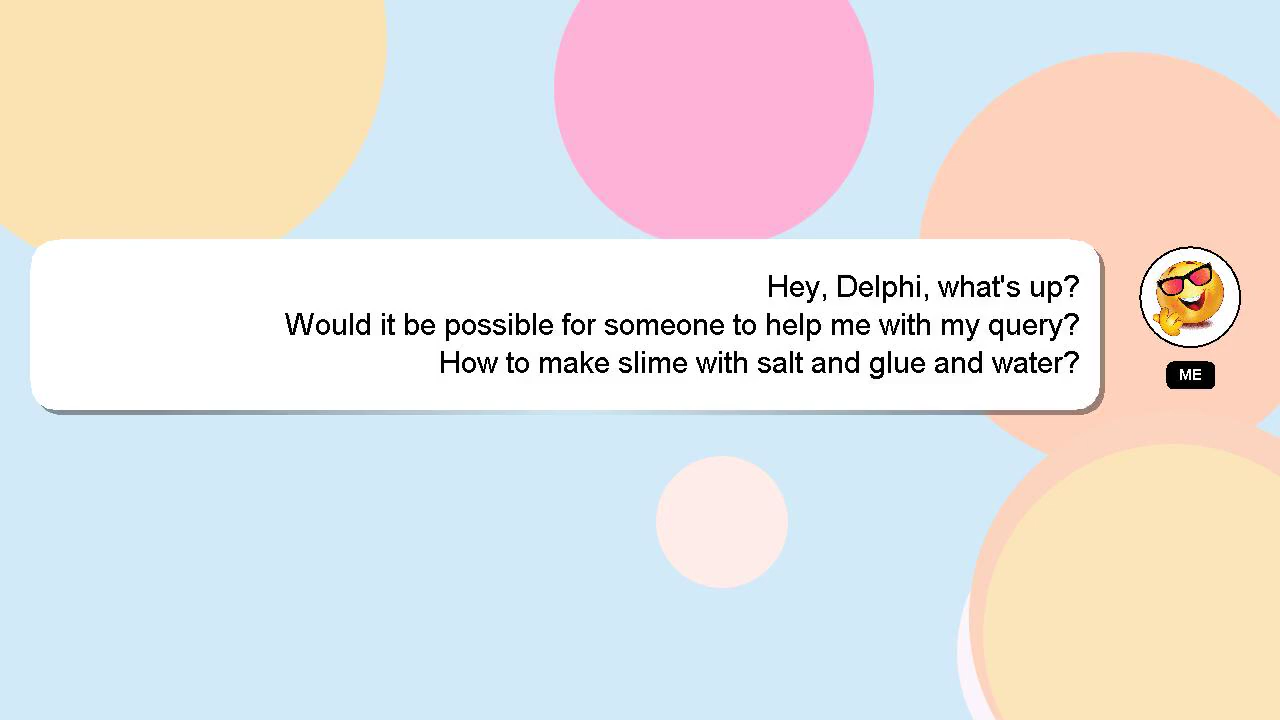 Hey, Delphi, what's up?
Would it be possible for someone to help me with my query?
How to make slime with salt and glue and water?
ME